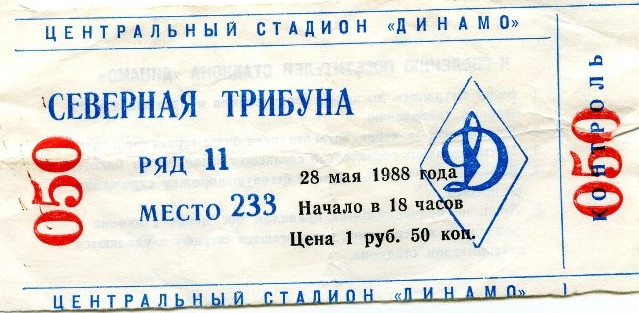 ЦЕНТРАЛЬНЫЙ СТАДИОН «ДИНАМО»
СЕВЕРНАЯ ТРИБУНА
РЯД 11
МЕСТО 233
28 мая 1988 года
Начало в 18 часов
Цена 1 руб. 50 коп.
Д
050
КОНТРОЛЬ
050
ЦЕНТРАЛЬНЫЙ СТАДИОН «ДИНАМО»